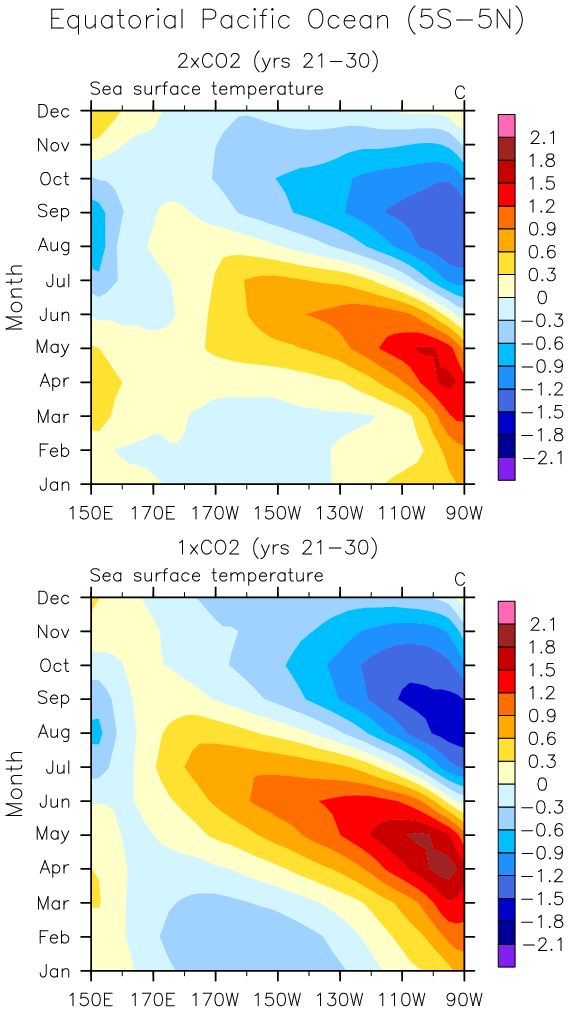 Equatorial Pacific Ocean (5S−5N)
2xCO2 (yrs 21−30)
Sea surface temperature C
Dec
Nov
Oct
Sep
Aug
Jul
Jun
May
Apr
Mar
Feb
Jan
Month
150E 170E 170W 150W 130W 110W 90W
2.1
1.8
1.5
1.2
0.9
0.6
0.3
0
−0.3
−0.6
−0.9
−1.2
−1.5
−1.8
−2.1
1xCO2 (yrs 21−30)
Sea surface temperature C
Dec
Nov
Oct
Sep
Aug
Jul
Jun
May
Apr
Mar
Feb
Jan
Month
150E 170E 170W 150W 130W 110W 90W
2.1
1.8
1.5
1.2
0.9
0.6
0.3
0
−0.3
−0.6
−0.9
−1.2
−1.5
−1.8
−2.1